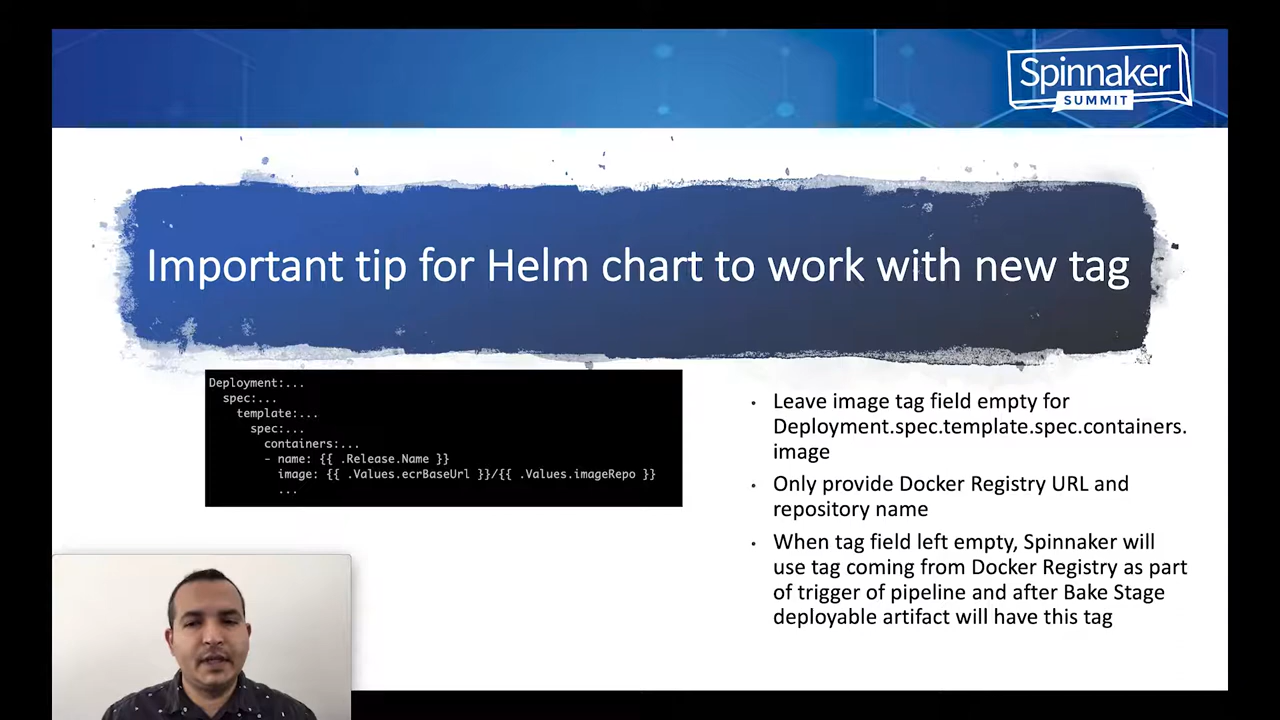 Spinnaker
SUMMIT
Important tip for Helm chart to work with new tag
Deployment:...
spec:...
template:...
spec:...
containers:...
- name: {{ .Release.Name }}
image: {{ .Values.ecrBaseUrl }}/{{ .Values.imageRepo }}
...
• Leave image tag field empty for
Deployment.spec.template.spec.containers.
image
• Only provide Docker Registry URL and
repository name
• When tag field left empty, Spinnaker will
use tag coming from Docker Registry as part
of trigger of pipeline and after Bake Stage
deployable artifact will have this tag